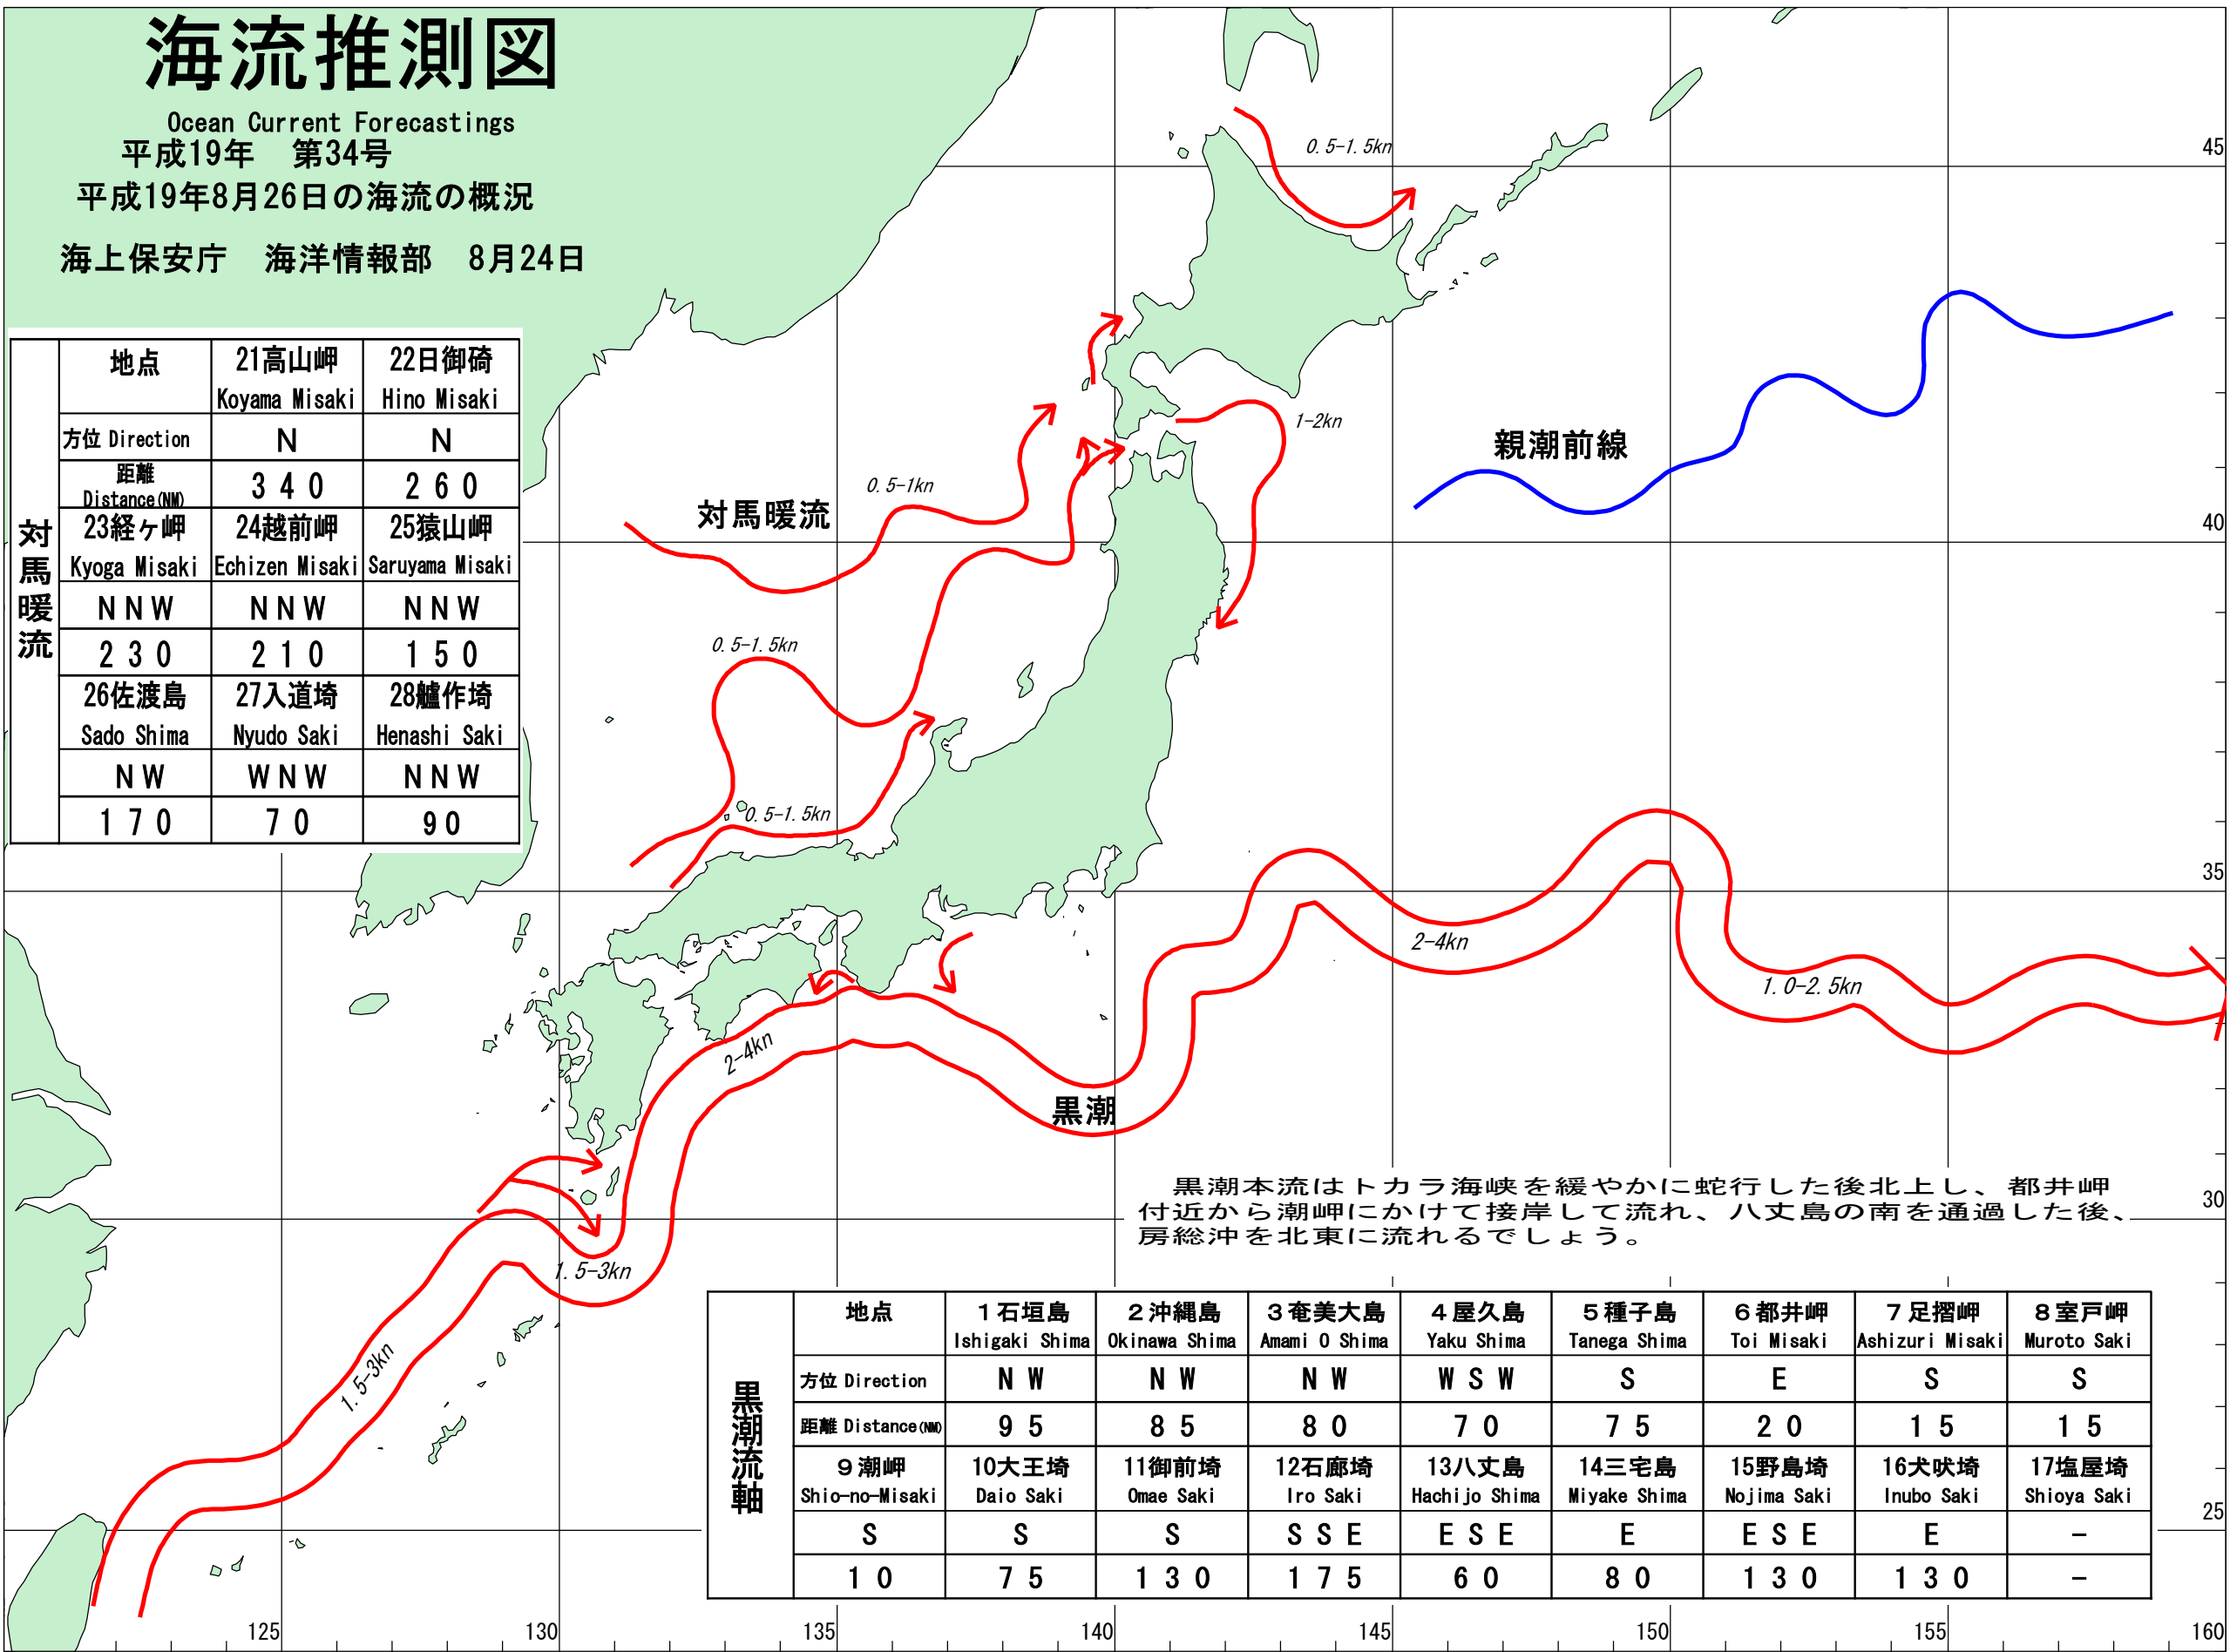 海流推測図
Ocean Current Forecastings
平成19年　第34号
平成19年8月26日の海流の概況
海上保安庁　海洋情報部　8月24日
対馬暖流
地点 21高山岬 22日御碕
Koyama Misaki Hino Misaki
方位 Direction N N
距離 Distance(NM) 340 260
23経ヶ岬 24越前岬 25猿山岬
Kyoga Misaki Echizen Misaki Saruyama Misaki
NNW NNW NNW
230 210 150
26佐渡島 27入道埼 28艫作埼
Sado Shima Nyudo Saki Henashi Saki
NW WNW NNW
170 70 90
0.5-1.5kn
45
1-2kn
親潮前線
0.5-1kn
対馬暖流
40
0.5-1.5kn
0.5-1.5kn
35
2-4kn
1.0-2.5kn
2-4kn
黒潮
黒潮本流はトカラ海峡を緩やかに蛇行した後北上し、都井岬
付近から潮岬にかけて接岸して流れ、八丈島の南を通過した後、
房総沖を北東に流れるでしょう。
30
1.5-3kn
1.5-3kn
黒潮流軸
地点 1石垣島 2沖縄島 3奄美大島 4屋久島 5種子島 6都井岬 7足摺岬 8室戸岬
Ishigaki Shima Okinawa Shima Amami O Shima Yaku Shima Tanega Shima Toi Misaki Ashizuri Misaki Muroto Saki
方位 Direction NW NW NW WSW S E S S
距離 Distance(NM) 95 85 80 70 75 20 15 15
9潮岬 10大王埼 11御前埼 12石廊埼 13八丈島 14三宅島 15野島埼 16犬吠埼 17塩屋埼
Shio-no-Misaki Daio Saki Omae Saki Iro Saki Hachijo Shima Miyake Shima Nojima Saki Inubo Saki Shioya Saki
S S S SSE ESE E ESE E -
10 75 130 175 60 80 130 130 -
25
125 130 135 140 145 150 155 160